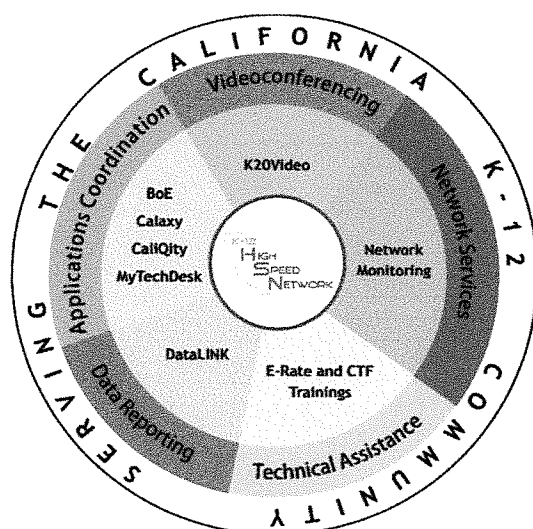 SERVING THE CALIFORNIA K-12 COMMUNITY
Videoconferencing
Network Services
Technical Assistance
Data Reporting
Applications Coordination
K20Video
BoE
Calaxy
CaliQity
MyTechDesk
Network
Monitoring
DataLINK
E-Rate and CTF
Trainings
K-12
HIGH
SPEED
NETWORK